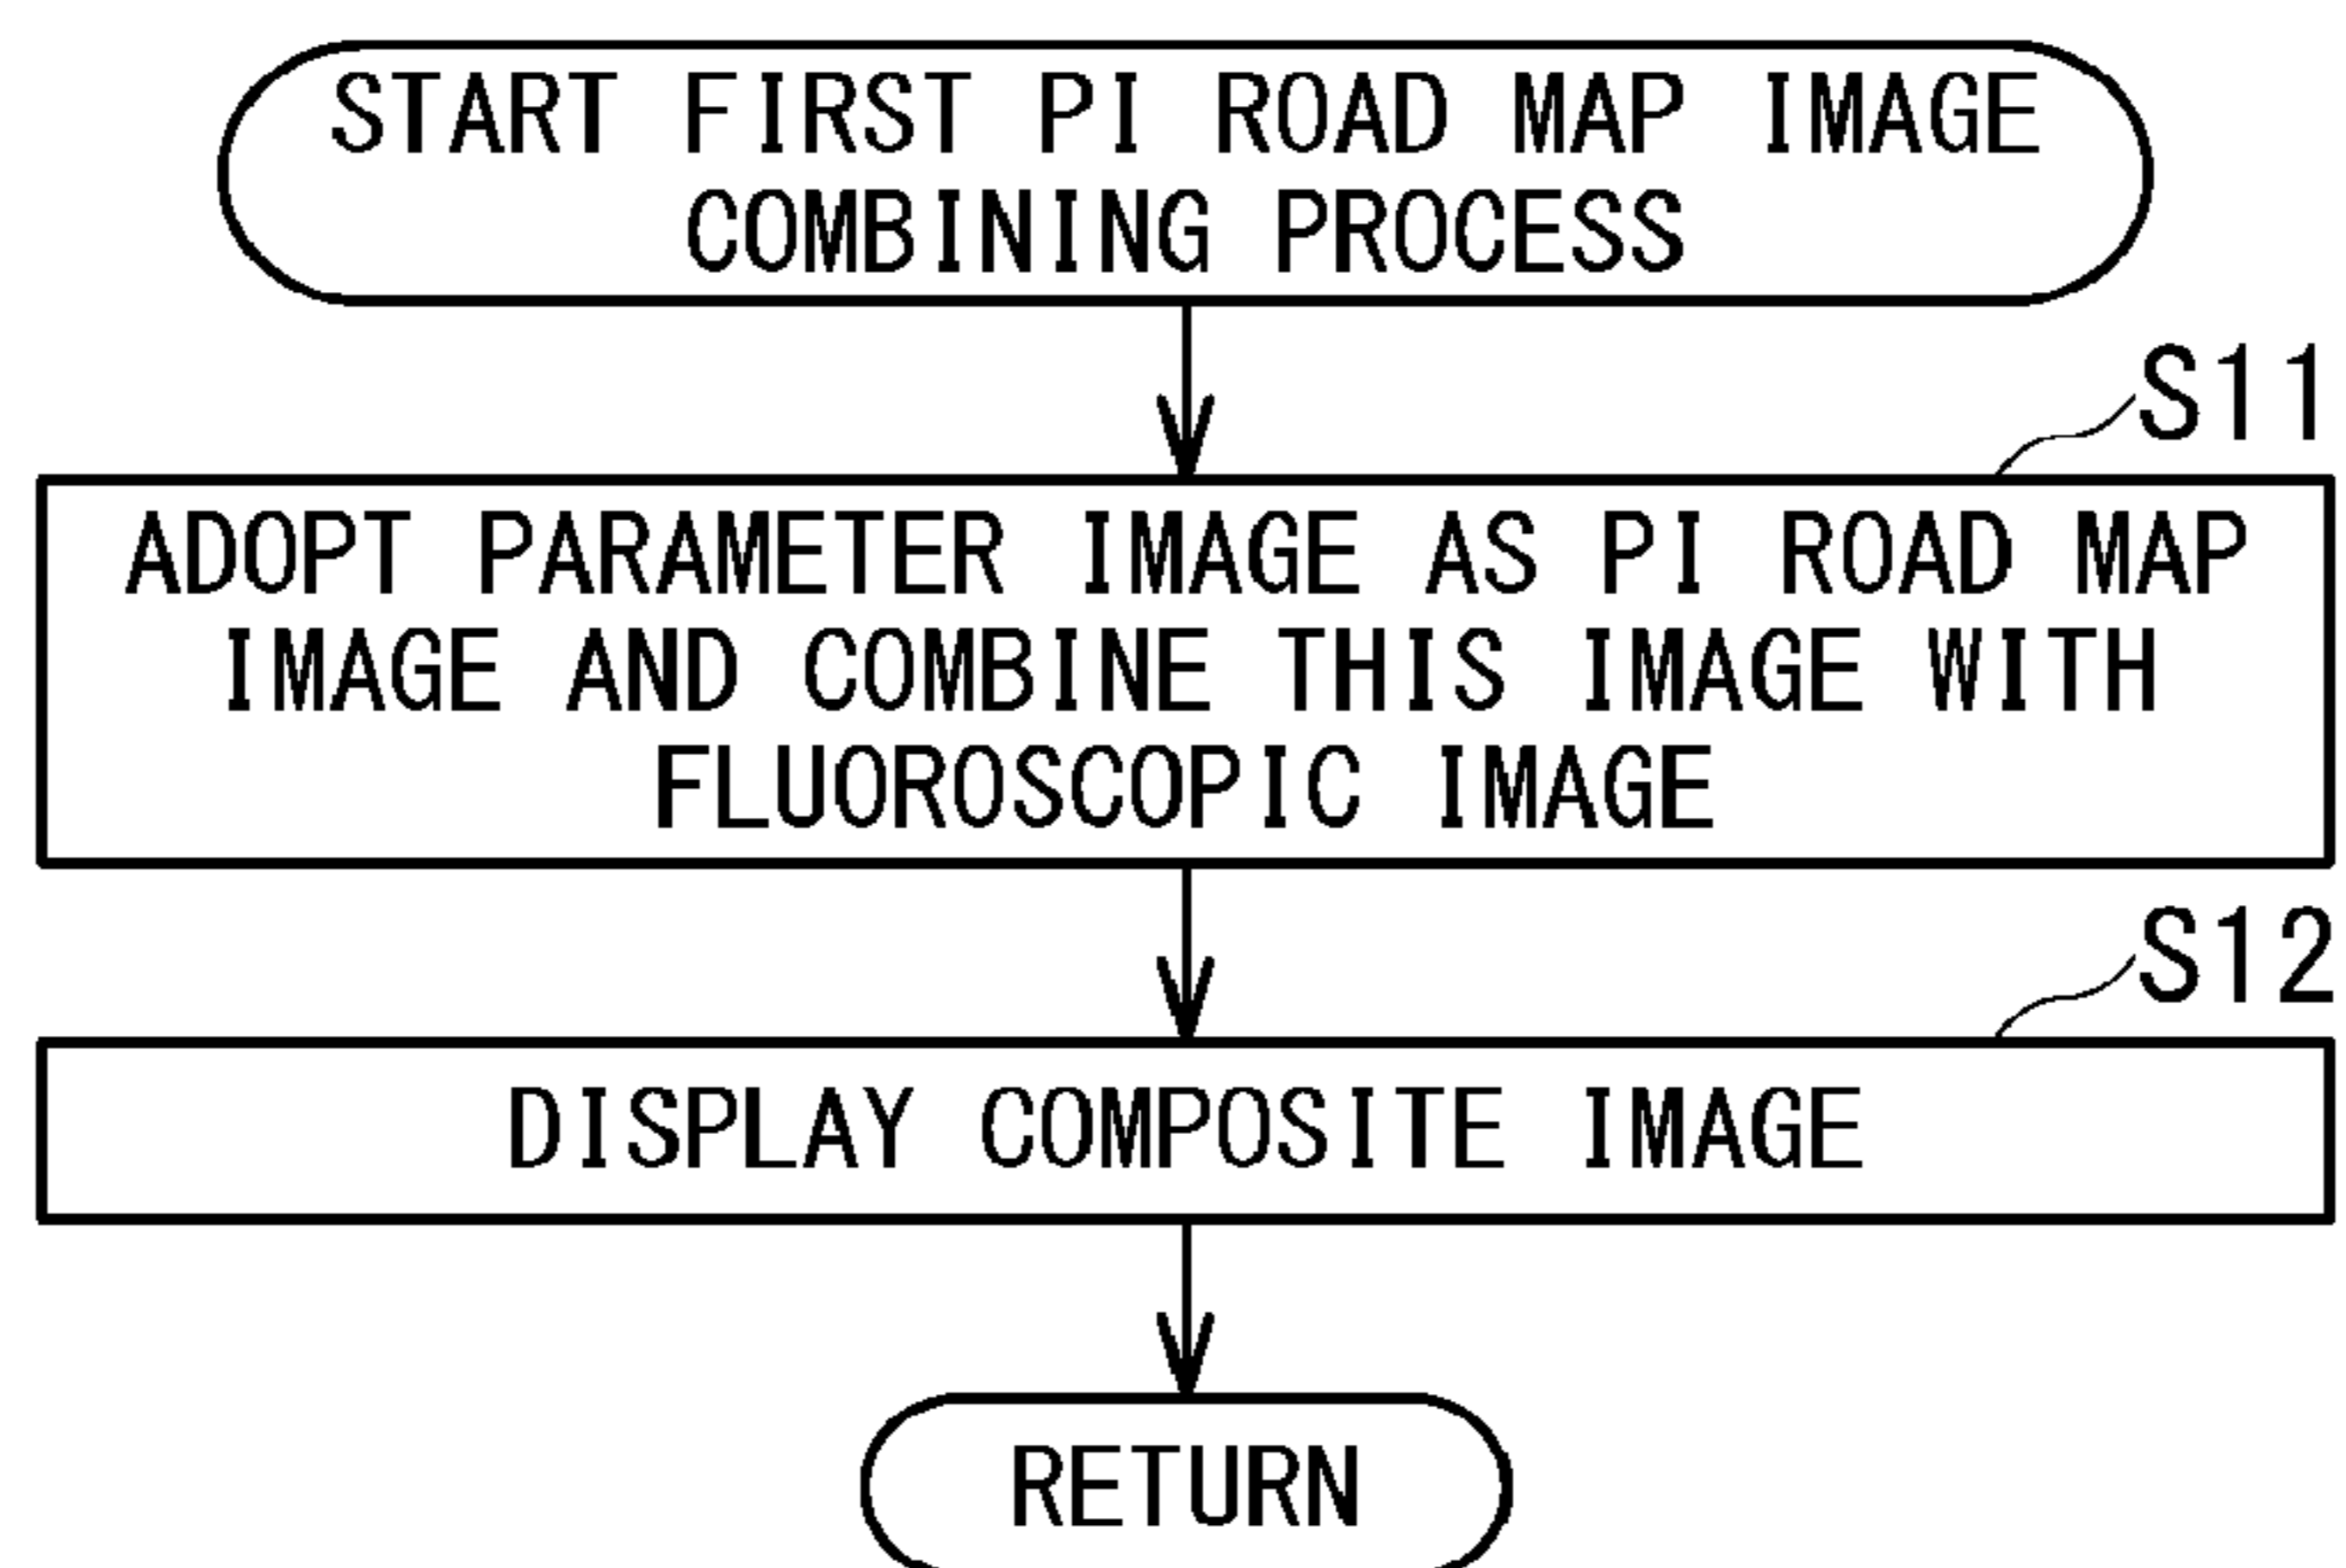 START FIRST PI ROAD MAP IMAGE
COMBINING PROCESS
S11
ADOPT PARAMETER IMAGE AS PI ROAD MAP
IMAGE AND COMBINE THIS IMAGE WITH
FLUOROSCOPIC IMAGE
S12
DISPLAY COMPOSITE IMAGE
RETURN